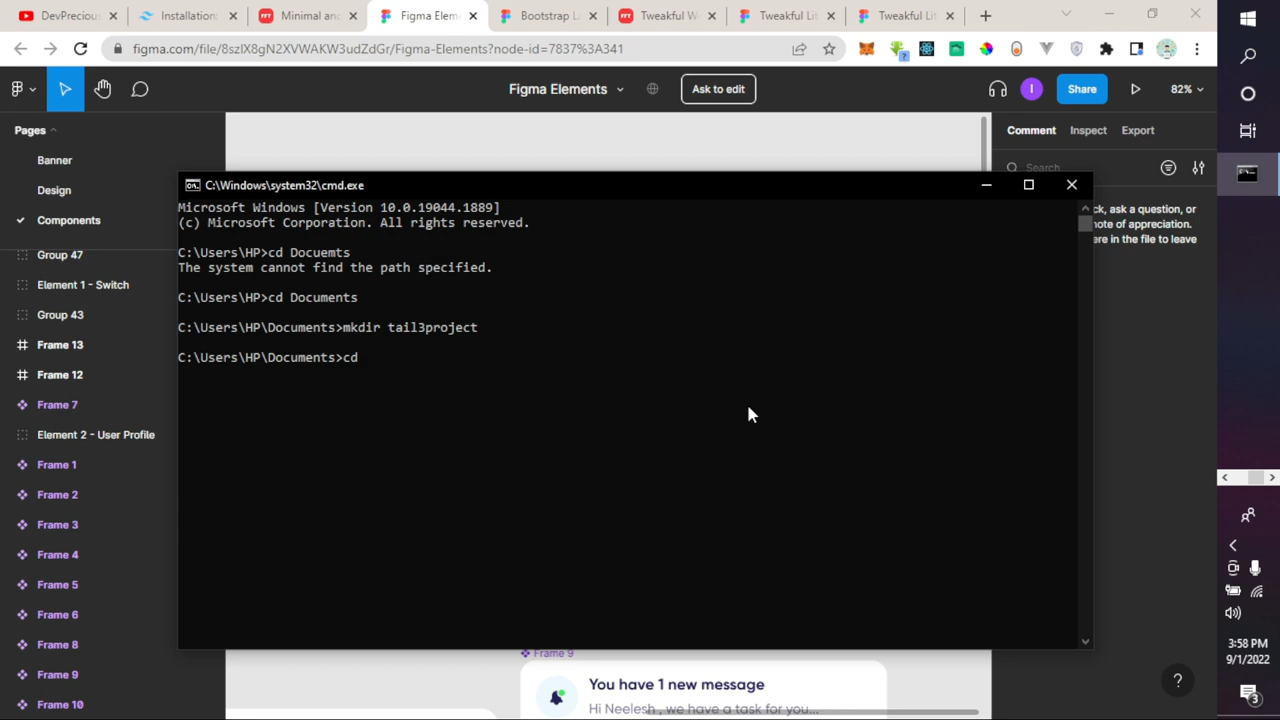 DevPrecious
Installation:
Minimal an
Figma Elem
Bootstrap L
Tweakful W
Tweakful Li
Tweakful Li
figma.com/file/8szIX8gN2XVWAKW3udZdGr/Figma-Elements?node-id=7837%3A341
Figma Elements
Ask to edit
I
Share
82%
Pages
Banner
Design
Components
Group 47
Element 1 - Switch
Group 43
Frame 13
Frame 12
Frame 7
Element 2 - User Profile
Frame 1
Frame 2
Frame 3
Frame 4
Frame 5
Frame 6
Frame 8
Frame 9
Frame 10
Comment Inspect Export
Search
ck, ask a question, or
note of appreciation.
ere in the file to leave
C:\Windows\system32\cmd.exe
Microsoft Windows [Version 10.0.19044.1889]
(c) Microsoft Corporation. All rights reserved.
C:\Users\HP>cd Docuemts
The system cannot find the path specified.
C:\Users\HP>cd Documents
C:\Users\HP\Documents>mkdir tail3project
C:\Users\HP\Documents>cd
Frame 9
You have 1 new message
Hi Neelesh , we have a task for you...
?
3:58 PM
9/1/2022
3